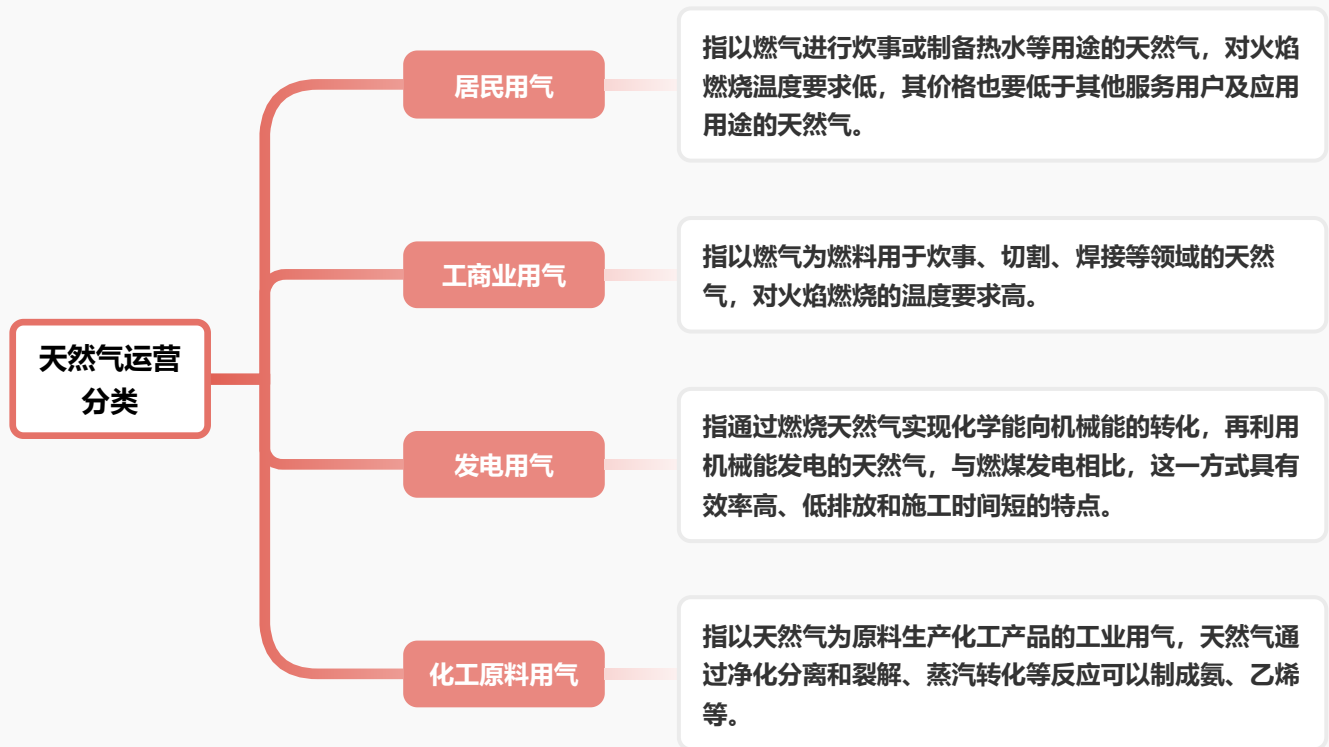 天然气运营
分类
居民用气
指以燃气进行炊事或制备热水等用途的天然气，对火焰
燃烧温度要求低，其价格也要低于其他服务用户及应用
用途的天然气。
工商业用气
指以燃气为燃料用于炊事、切割、焊接等领域的天然
气，对火焰燃烧的温度要求高。
发电用气
指通过燃烧天然气实现化学能向机械能的转化，再利用
机械能发电的天然气，与燃煤发电相比，这一方式具有
效率高、低排放和施工时间短的特点。
化工原料用气
指以天然气为原料生产化工产品的工业用气，天然气通
过净化分离和裂解、蒸汽转化等反应可以制成氨、乙烯
等。